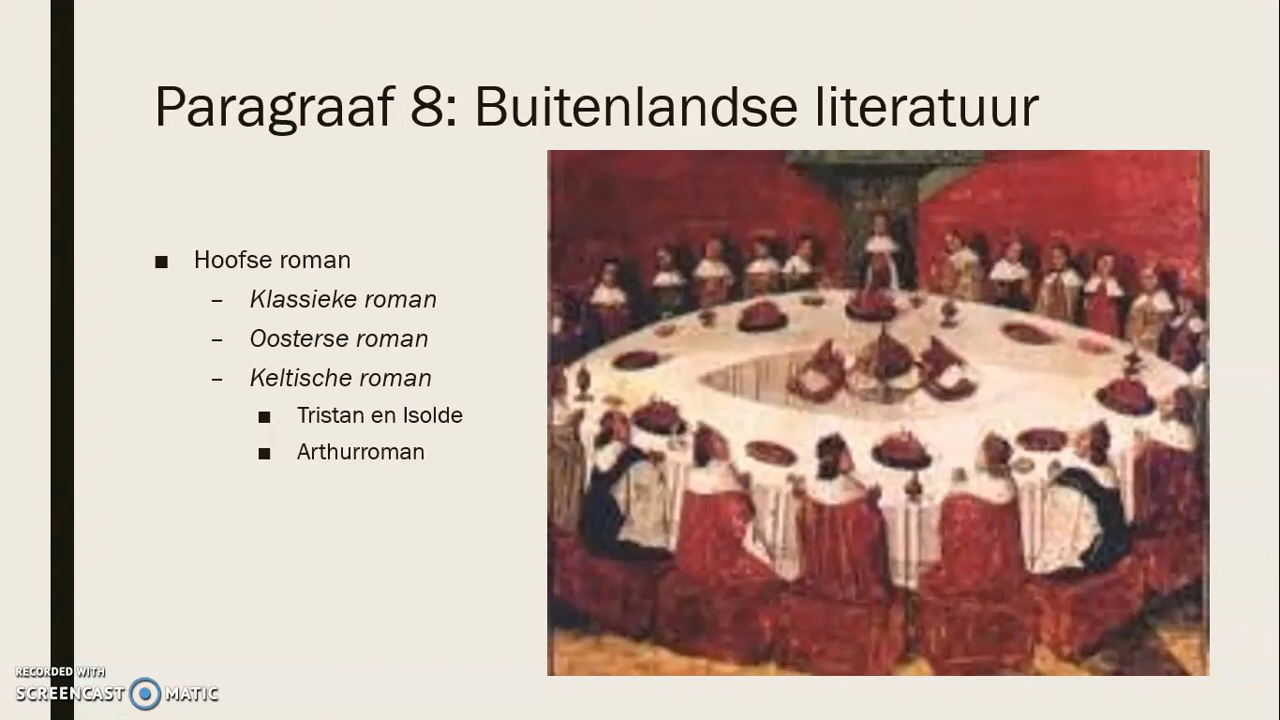 Paragraaf 8: Buitenlandse literatuur
■ Hoofse roman
– Klassieke roman
– Oosterse roman
– Keltische roman
■ Tristan en Isolde
■ Arthurroman
RECORDED WITH
SCREENCAST MATIC